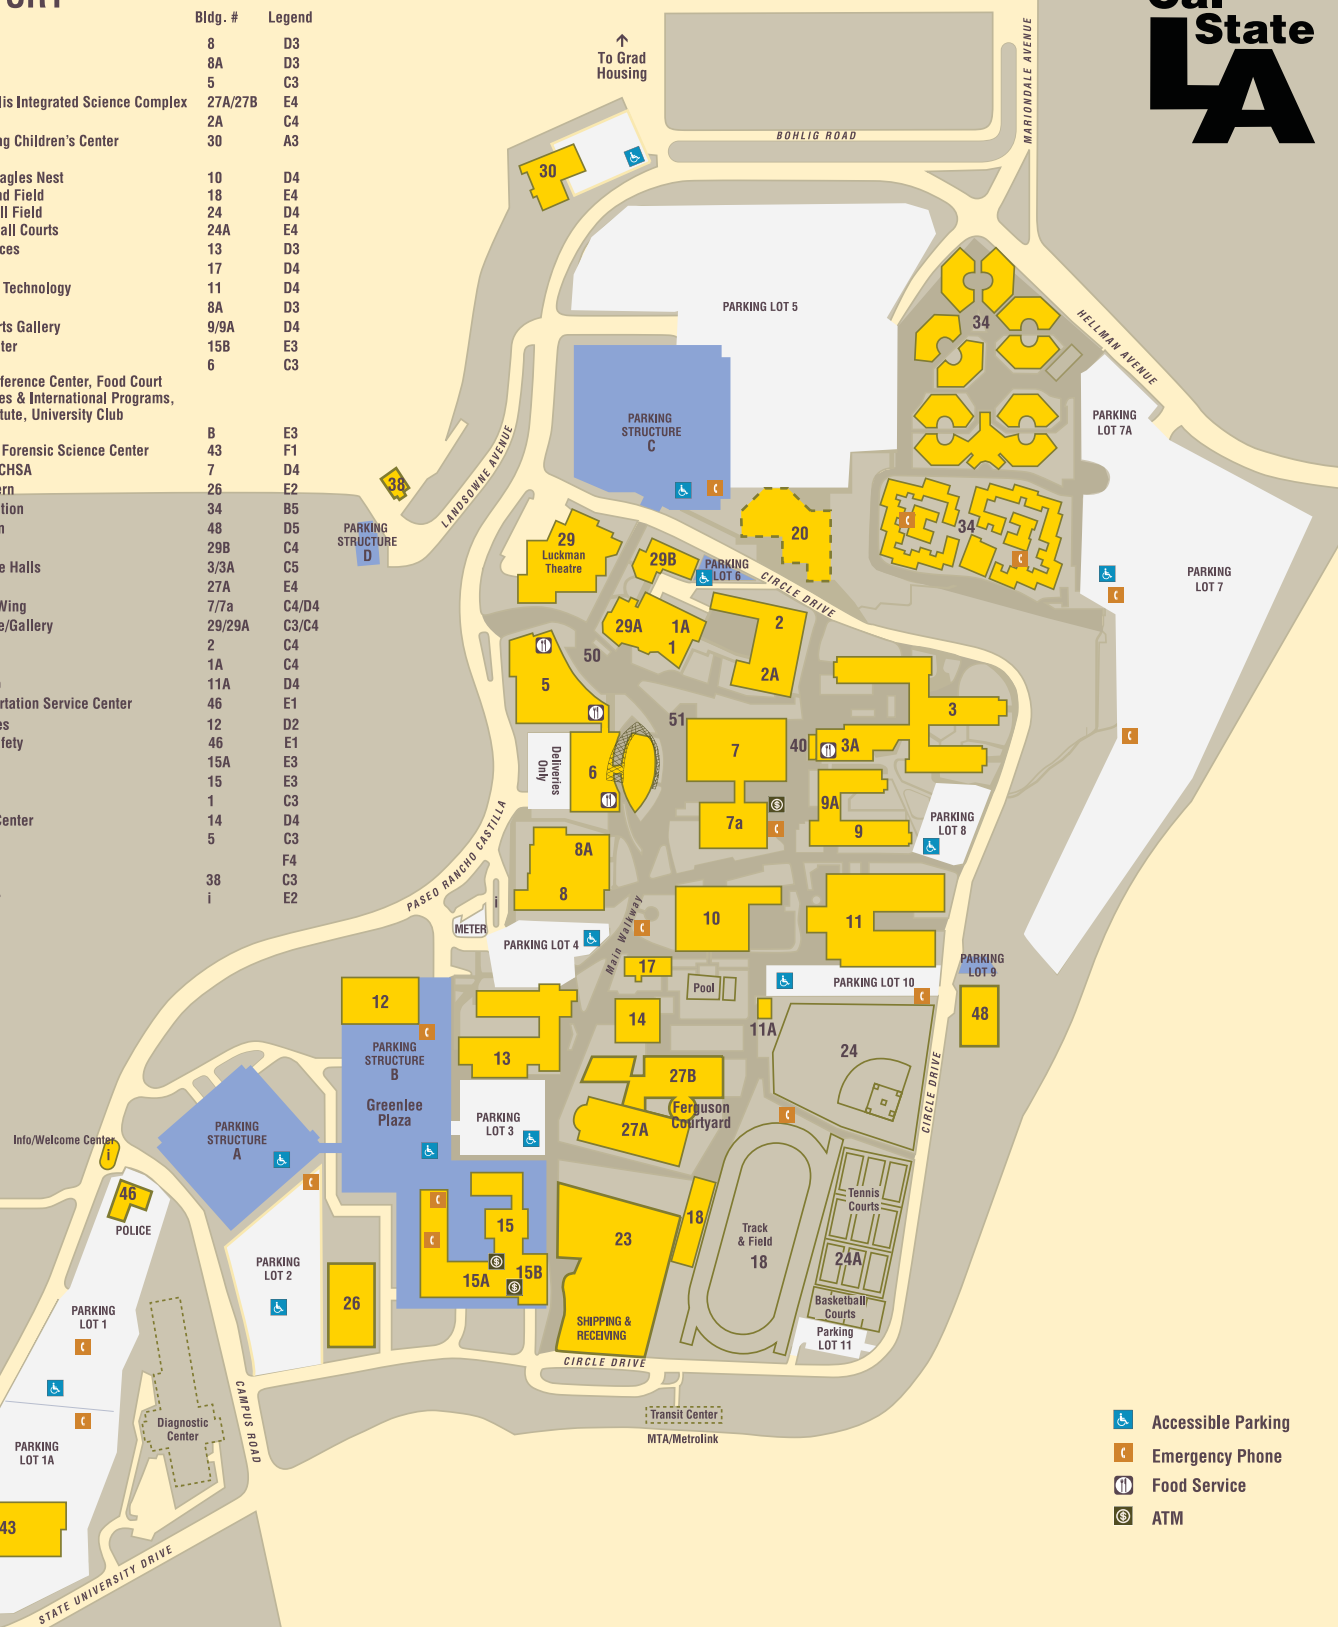 Cal
State
LA
Bldg. # Legend
8 D3
8A D3
5 C3
lis Integrated Science Complex 27A/27B E4
2A C4
ng Children's Center 30 A3
agles Nest 10 D4
nd Field 18 E4
ll Field 24 D4
all Courts 24A E4
ces 13 D3
17 D4
Technology 11 D4
8A D3
rts Gallery 9/9A D4
ter 15B E3
6 C3
ference Center, Food Court
es & International Programs,
tute, University Club
B E3
Forensic Science Center 43 F1
CHSA 7 D4
ern 26 E2
tion 34 B5
n 48 D5
29B C4
e Halls 3/3A C5
27A E4
Wing 7/7a C4/D4
e/Gallery 29/29A C3/C4
2 C4
1A C4
11A D4
rtation Service Center 46 E1
es 12 D2
fety 46 E1
15A E3
15 E3
1 C3
Center 14 D4
5 C3
F4
38 C3
i E2
To Grad
Housing
BOHLIG ROAD
MARIONDALE AVENUE
30
PARKING LOT 5
34
HELLMAN AVENUE
PARKING
STRUCTURE
C
PARKING
LOT 7A
LANDSOWNE AVENUE
38
PARKING
STRUCTURE
D
29
Luckman
Theatre
29B
PARKING
LOT 6
20
34
CIRCLE DRIVE
PARKING
LOT 7
29A
1A
1
2
2A
50
5
51
3
40
3A
7
Deliveries
Only
6
9A
9
7a
PARKING
LOT 8
PASEO RANCHO CASTILLA
8A
8
i
METER
PARKING LOT 4
Main Walkway
10
11
17
Pool
PARKING LOT 10
PARKING
LOT 9
12
14
11A
48
PARKING
STRUCTURE
B
Greenlee
Plaza
13
24
27B
Ferguson
Courtyard
27A
PARKING
LOT 3
CIRCLE DRIVE
Info/Welcome Center
i
PARKING
STRUCTURE
A
46
POLICE
15
15A
15B
23
18
Track
& Field
18
Tennis
Courts
24A
Basketball
Courts
Parking
LOT 11
PARKING
LOT 2
26
SHIPPING &
RECEIVING
PARKING
LOT 1
CIRCLE DRIVE
CAMPUS ROAD
Diagnostic
Center
Transit Center
MTA/Metrolink
PARKING
LOT 1A
43
STATE UNIVERSITY DRIVE
Accessible Parking
Emergency Phone
Food Service
ATM